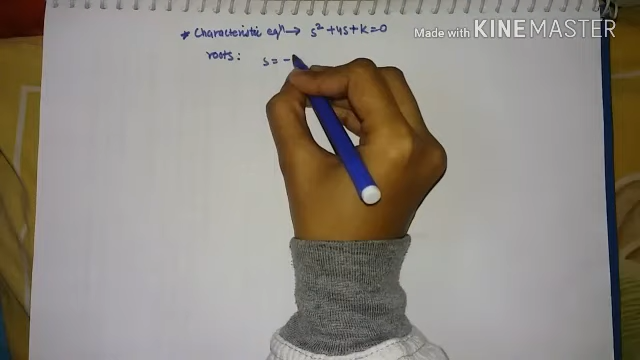 Made with KINEMASTER
* Characteristic eqⁿ → s² + 4s + k = 0
roots : s = -